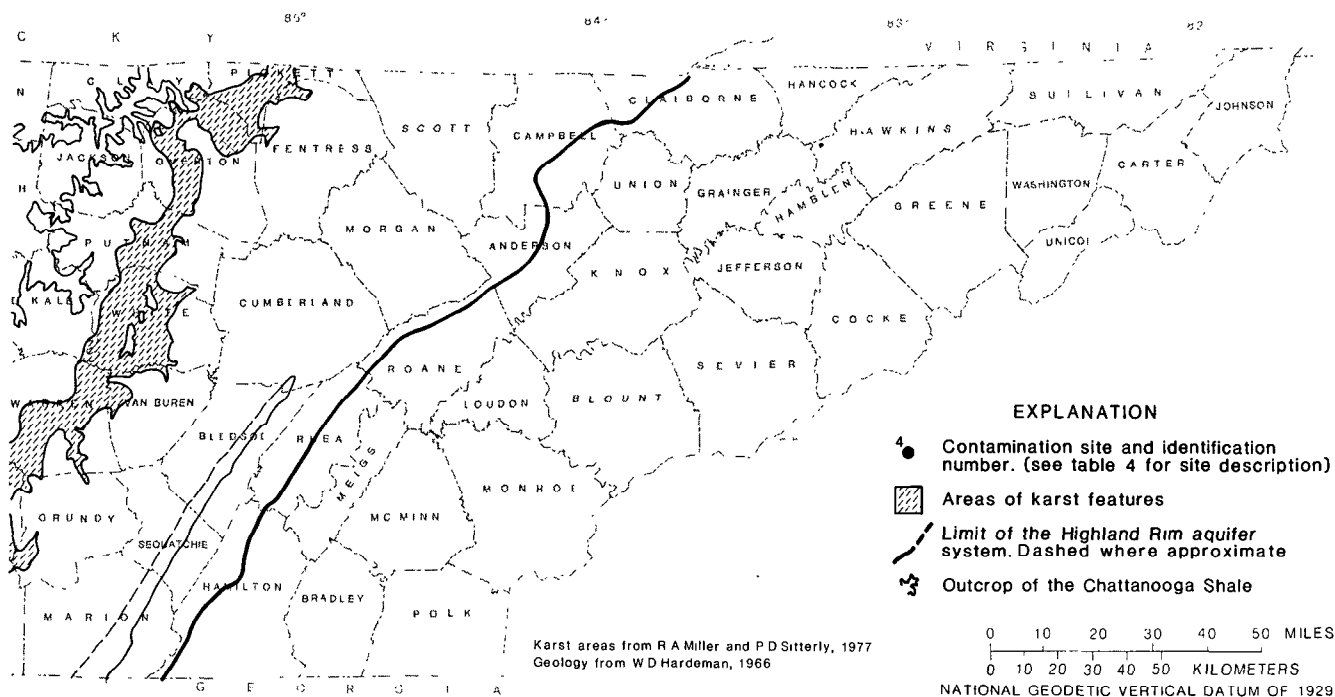 85° 84° 83° 82
C K Y
V I R G I N I A
N
CLAY
PICKETT
HANCOCK
CLAIBORNE
SULLIVAN
JOHNSON
SCOTT
CAMPBELL
HAWKINS
JACKSON
OVERTON
FENTRESS
CARTER
H
UNION
GRAINGER
HAMBLEN
WASHINGTON
GREENE
MORGAN
PUTNAM
ANDERSON
UNICOI
KNOX
JEFFERSON
E KALB
WHITE
CUMBERLAND
COCKE
SEVIER
ROANE
WARREN
VAN BUREN
LOUDON
BLOUNT
BLEDSOE
RHEA
MEIGS
MONROE
GRUNDY
MC MINN
SEQUATCHIE
HAMILTON
BRADLEY
MARION
POLK
G E O R G I A
Karst areas from R A Miller and P D Sitterly, 1977
Geology from W D Hardeman, 1966
EXPLANATION
4 Contamination site and identification
number. (see table 4 for site description)
Areas of karst features
Limit of the Highland Rim aquifer
system. Dashed where approximate
Outcrop of the Chattanooga Shale
0 10 20 30 40 50 MILES
0 10 20 30 40 50 KILOMETERS
NATIONAL GEODETIC VERTICAL DATUM OF 1929